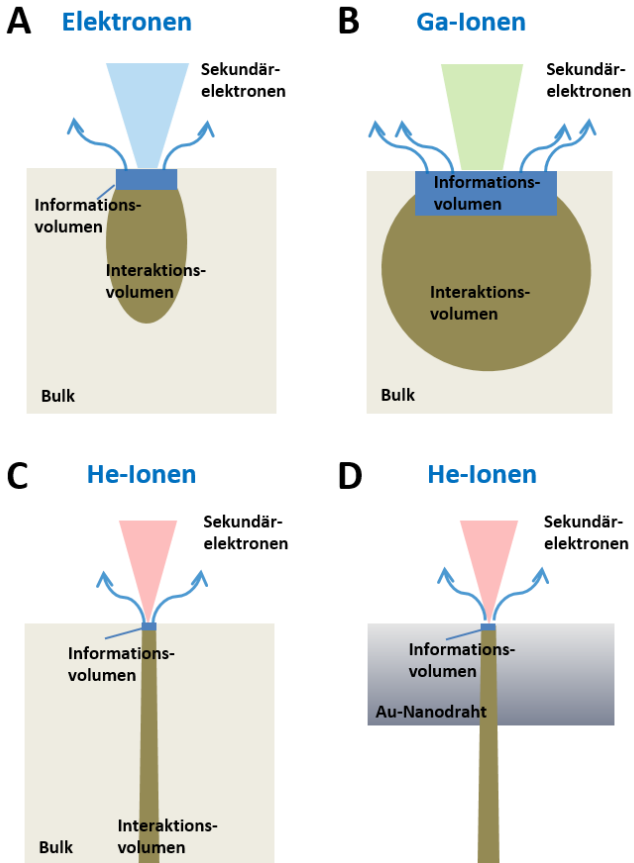 A Elektronen
Sekundär-
elektronen
Informations-
volumen
Interaktions-
volumen
Bulk
B Ga-Ionen
Sekundär-
elektronen
Informations-
volumen
Interaktions-
volumen
Bulk
C He-Ionen
Sekundär-
elektronen
Informations-
volumen
Interaktions-
volumen
Bulk
D He-Ionen
Sekundär-
elektronen
Informations-
volumen
Au-Nanodraht